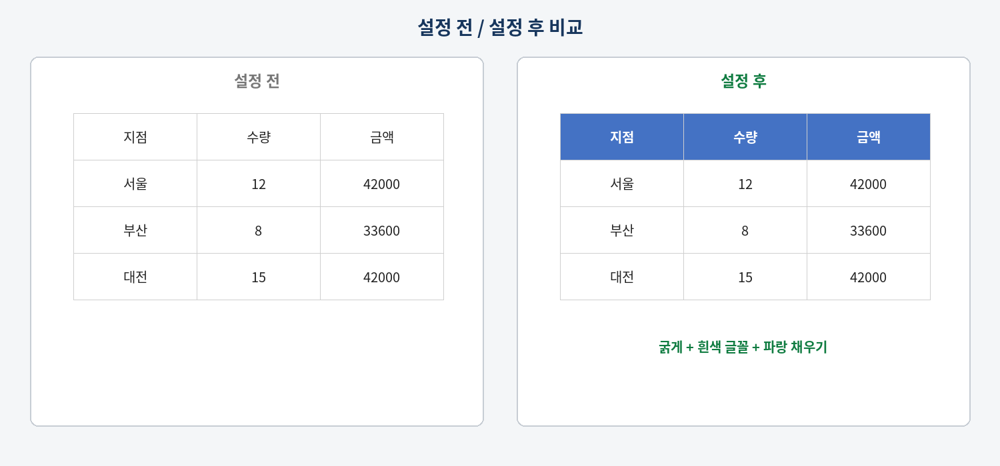 설정 전 / 설정 후 비교
설정 전
지점 수량 금액
서울 12 42000
부산 8 33600
대전 15 42000
설정 후
지점 수량 금액
서울 12 42000
부산 8 33600
대전 15 42000
굵게 + 흰색 글꼴 + 파랑 채우기